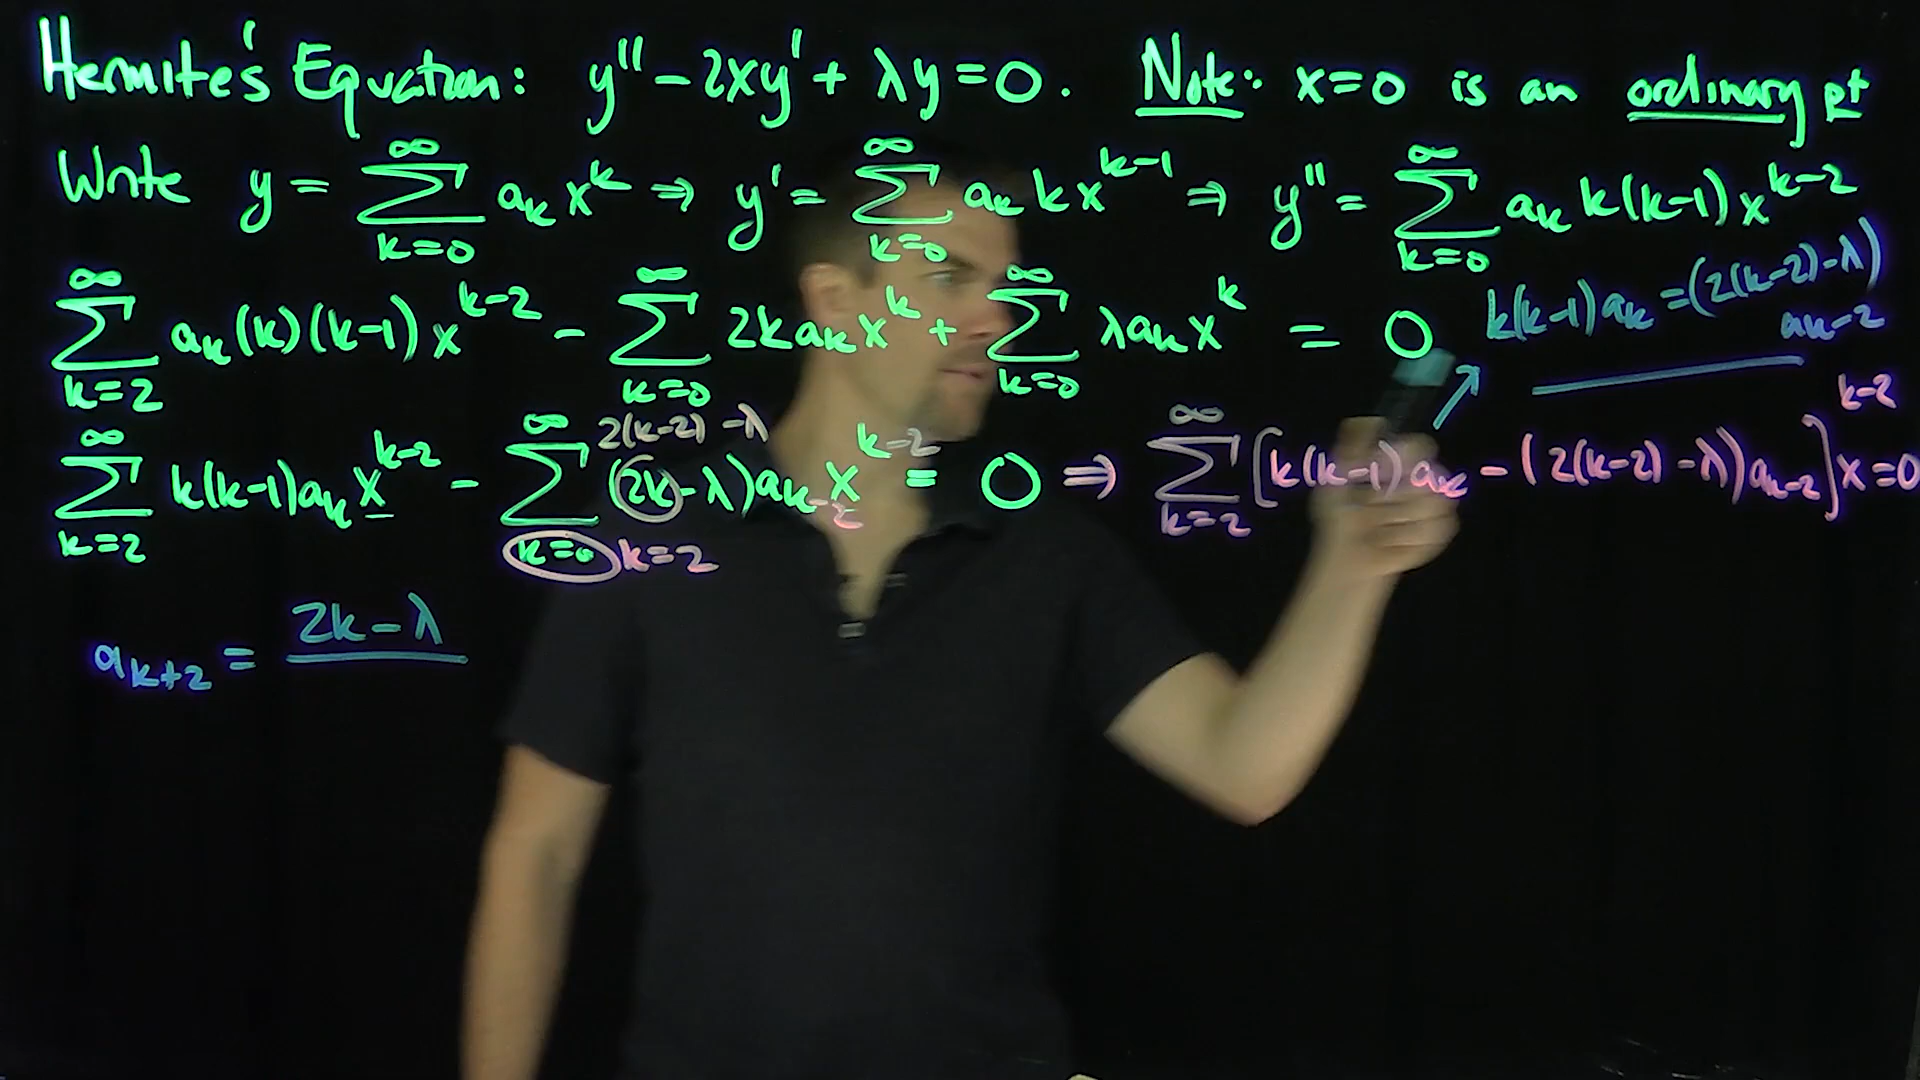 Hermite's Equation: y'' - 2xy' + λy = 0. Note: x=0 is an ordinary pt
Write y = ∑_{k=0}^{∞} a_k x^k ⇒ y' = ∑_{k=0}^{∞} a_k k x^{k-1} ⇒ y'' = ∑_{k=0}^{∞} a_k k(k-1) x^{k-2}
∑_{k=2}^{∞} a_k (k)(k-1) x^{k-2} - ∑_{k=0}^{∞} 2k a_k x^k + ∑_{k=0}^{∞} λ a_k x^k = 0
k(k-1) a_k = (2(k-2) - λ)
a_{k-2}
2(k-2) - λ
∑_{k=2}^{∞} k(k-1) a_k x^{k-2} - ∑_{k=0}^{∞} (2k - λ) a_{k-2} x^{k-2} = 0 ⇒ ∑_{k=2}^{∞} [k(k-1) a_k - (2(k-2) - λ) a_{k-2}] x^{k-2} = 0
k=2
a_{k+2} = 2k - λ